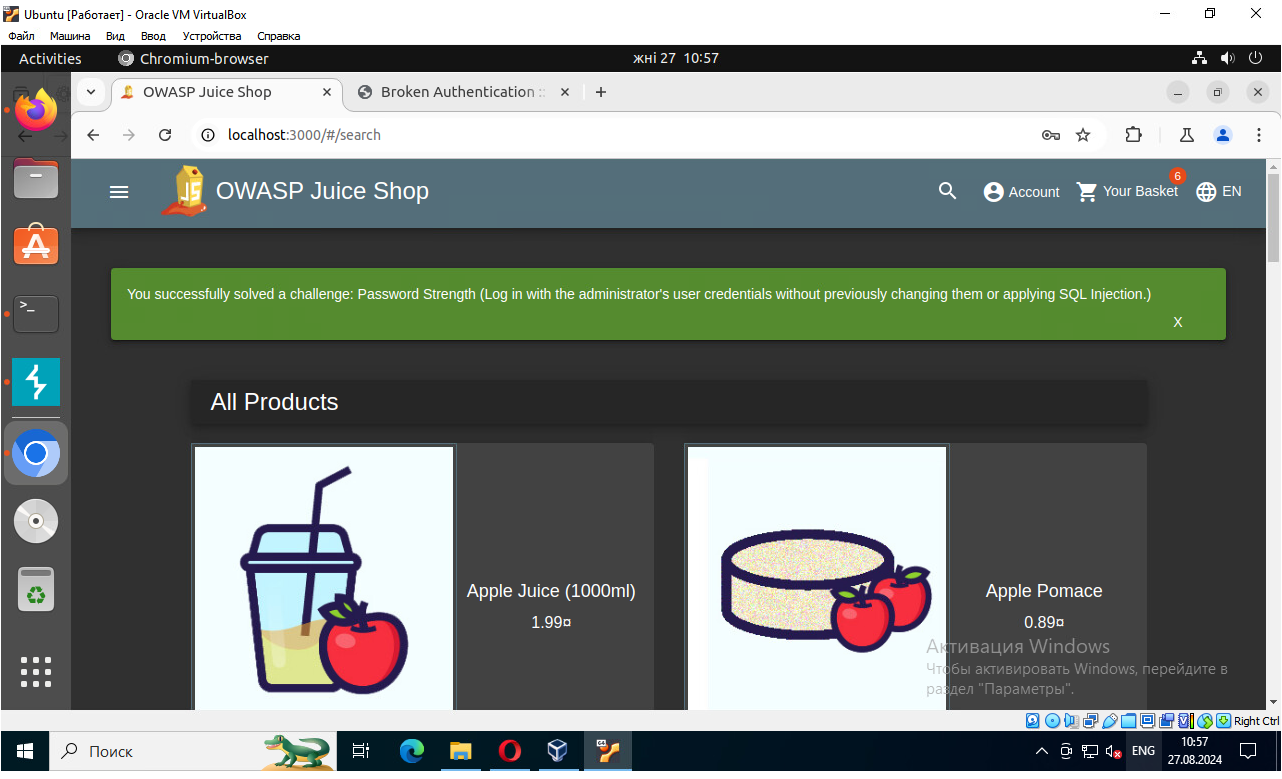 Ubuntu [Работает] - Oracle VM VirtualBox
Файл Машина Вид Ввод Устройства Справка
Activities Chromium-browser жні 27 10:57
OWASP Juice Shop Broken Authentication ::
localhost:3000/#/search
OWASP Juice Shop Account Your Basket 6 EN
You successfully solved a challenge: Password Strength (Log in with the administrator's user credentials without previously changing them or applying SQL Injection.)
X
All Products
Apple Juice (1000ml)
1.99¤
Apple Pomace
0.89¤
Активация Windows
Чтобы активировать Windows, перейдите в
раздел "Параметры".
Right Ctrl
Поиск
ENG
10:57
27.08.2024